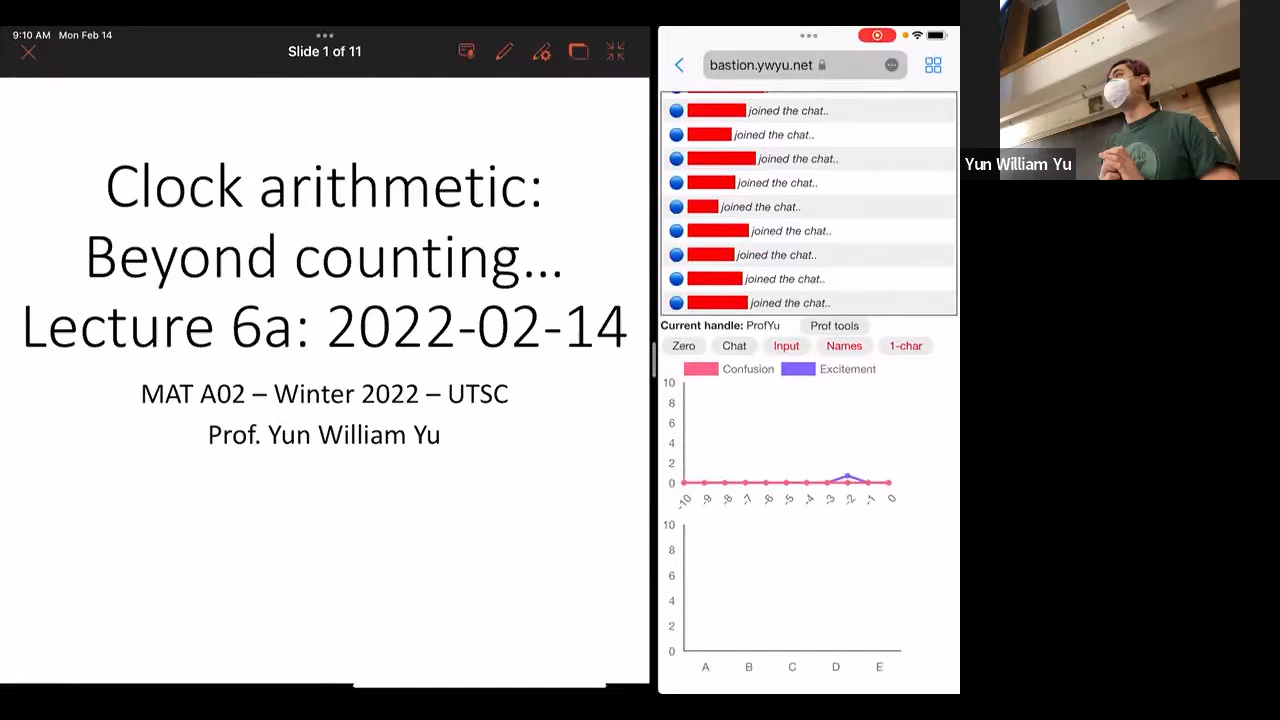 9:10 AM Mon Feb 14
Slide 1 of 11
Clock arithmetic:
Beyond counting...
Lecture 6a: 2022-02-14
MAT A02 – Winter 2022 – UTSC
Prof. Yun William Yu
bastion.ywyu.net
joined the chat..
joined the chat..
joined the chat..
joined the chat..
joined the chat..
joined the chat..
joined the chat..
joined the chat..
joined the chat..
Current handle: ProfYu Prof tools
Zero Chat Input Names 1-char
Confusion Excitement
10
8
6
4
2
0
-10 -9 -8 -7 -6 -5 -4 -3 -2 -1 0
10
8
6
4
2
0
A B C D E
Yun William Yu